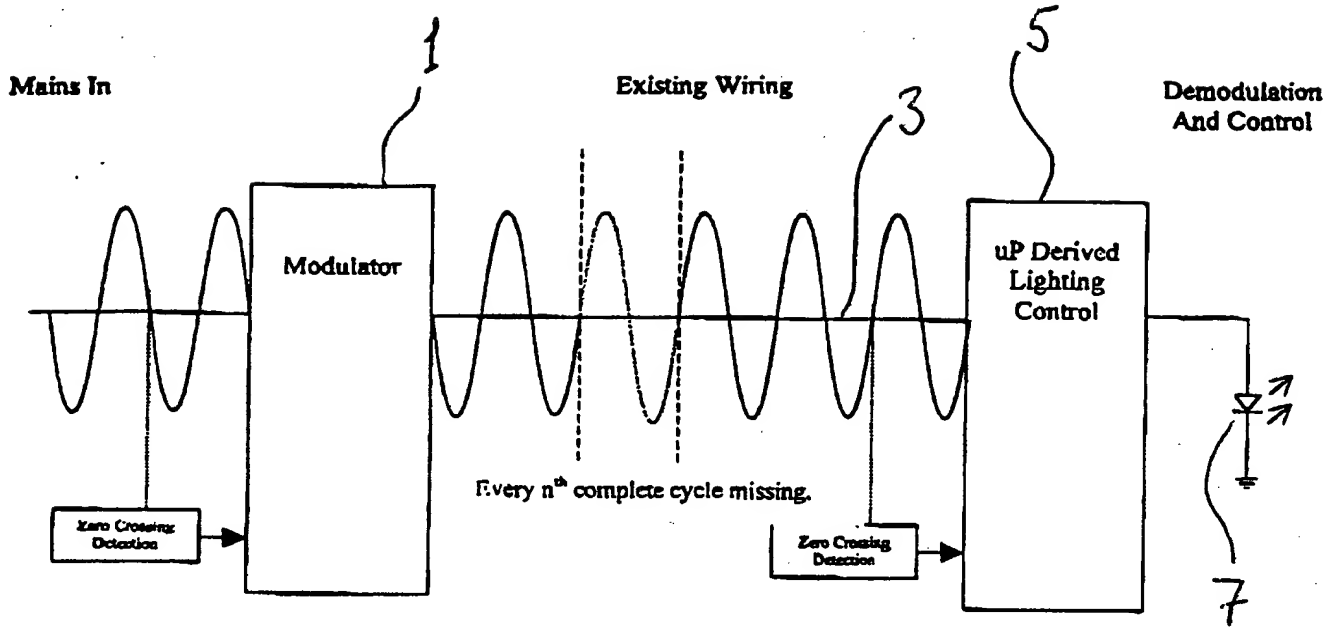 1
5
Mains In
Existing Wiring
3
Demodulation
And Control
Modulator
uP Derived
Lighting
Control
Every nth complete cycle missing.
Zero Crossing
Detection
Zero Crossing
Detection
7